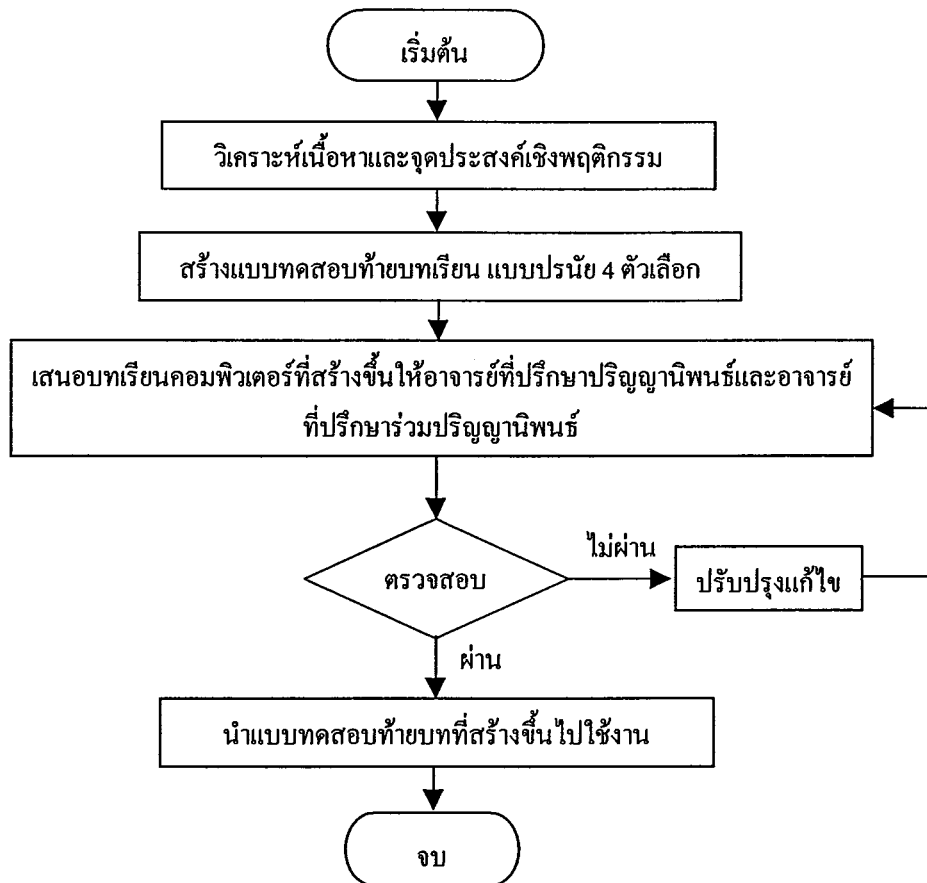 เริ่มต้น
วิเคราะห์เนื้อหาและจุดประสงค์เชิงพฤติกรรม
สร้างแบบทดสอบท้ายบทเรียน แบบปรนัย 4 ตัวเลือก
เสนอบทเรียนคอมพิวเตอร์ที่สร้างขึ้นให้อาจารย์ที่ปรึกษาปริญญานิพนธ์และอาจารย์
ที่ปรึกษาร่วมปริญญานิพนธ์
ไม่ผ่าน
ตรวจสอบ
ปรับปรุงแก้ไข
ผ่าน
นำแบบทดสอบท้ายบทที่สร้างขึ้นไปใช้งาน
จบ